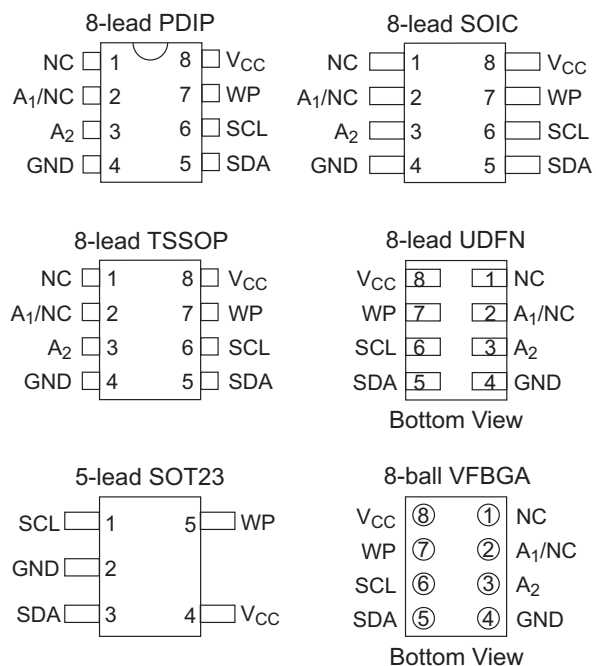 8-lead PDIP
NC 1 8 VCC
A1/NC 2 7 WP
A2 3 6 SCL
GND 4 5 SDA
8-lead SOIC
NC 1 8 VCC
A1/NC 2 7 WP
A2 3 6 SCL
GND 4 5 SDA
8-lead TSSOP
NC 1 8 VCC
A1/NC 2 7 WP
A2 3 6 SCL
GND 4 5 SDA
8-lead UDFN
VCC 8 1 NC
WP 7 2 A1/NC
SCL 6 3 A2
SDA 5 4 GND
Bottom View
5-lead SOT23
SCL 1 5 WP
GND 2
SDA 3 4 VCC
8-ball VFBGA
VCC 8 1 NC
WP 7 2 A1/NC
SCL 6 3 A2
SDA 5 4 GND
Bottom View